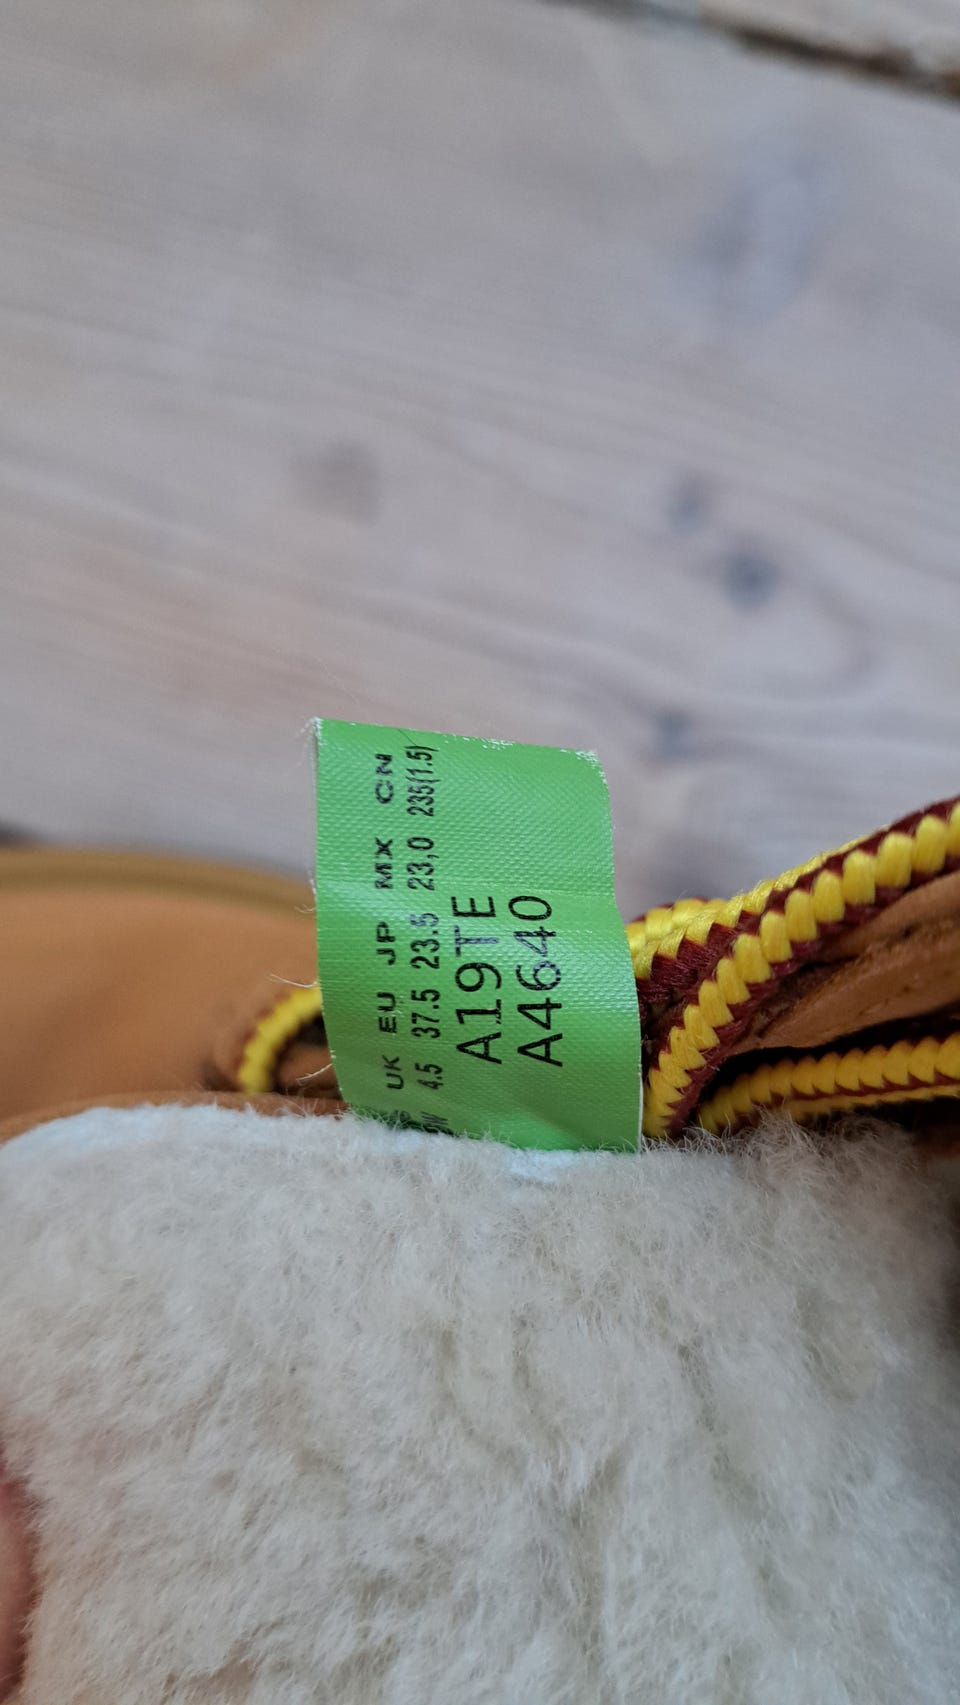 UK EU JP MX CN
4.5 37.5 23.5 23,0 235(1.5)
A19TE
A4640